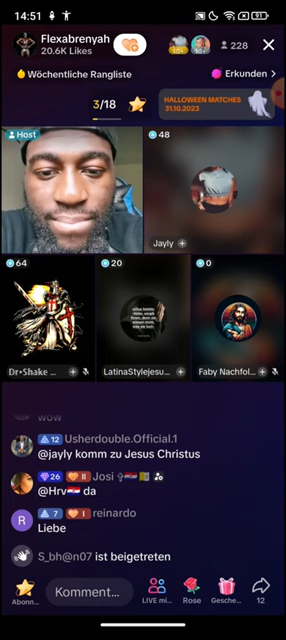 14:51
91
Flexabrenyah
20.6K Likes
228
Wöchentliche Rangliste
Erkunden >
3/18
HALLOWEEN MATCHES
31.10.2023
Host
48
Jayly
64
20
0
Dr•Shake ...
LatinaStylejesu...
Faby Nachfol...
wow
12 Usherdouble.Official.1
@jayly komm zu Jesus Christus
26 II Josi
@Hrv🇭🇷 da
R
7 I reinardo
Liebe
S_bh@n07 ist beigetreten
Abonn...
Komment...
LIVE mi...
Rose
Gesche...
12